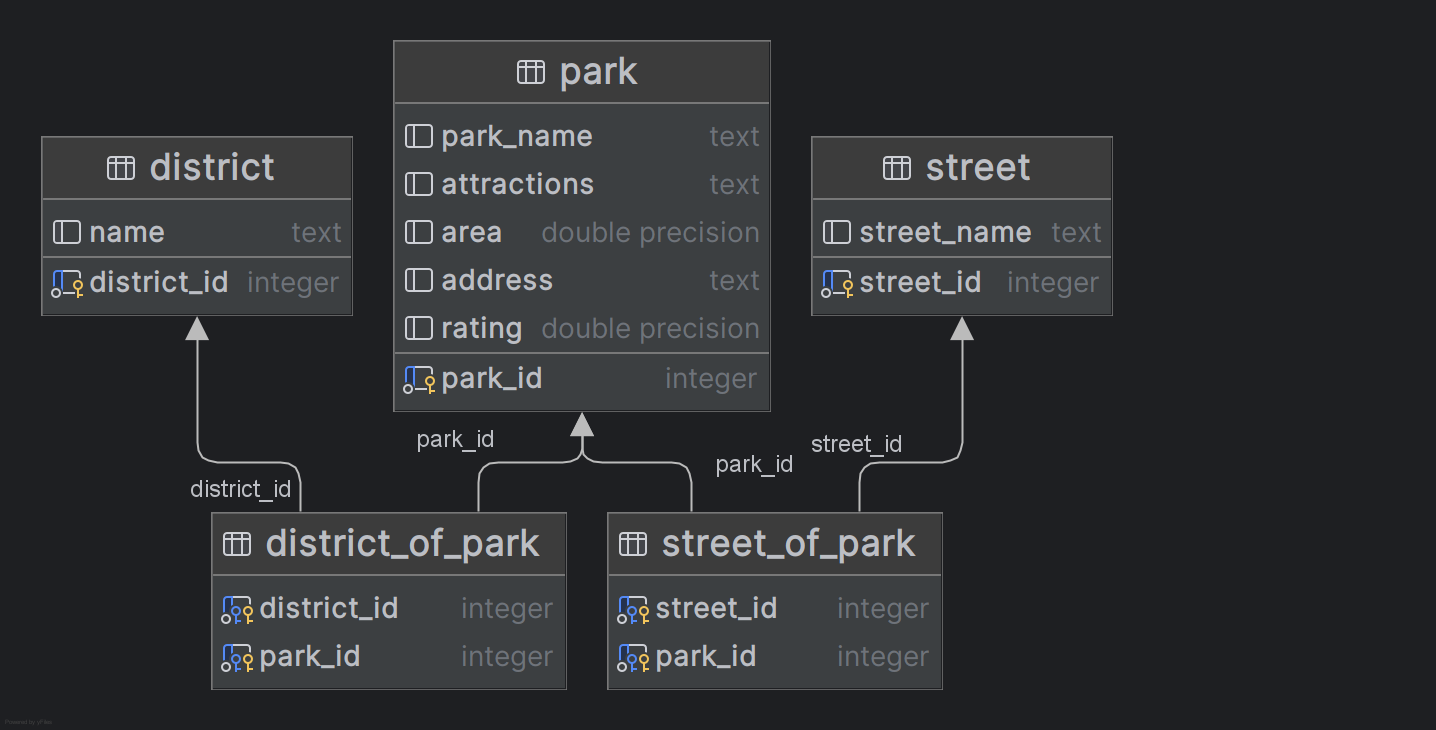 park
park_name text
attractions text
area double precision
address text
rating double precision
park_id integer
district
name text
district_id integer
street
street_name text
street_id integer
park_id
park_id
street_id
district_id
district_of_park
district_id integer
park_id integer
street_of_park
street_id integer
park_id integer
Powered by yFiles